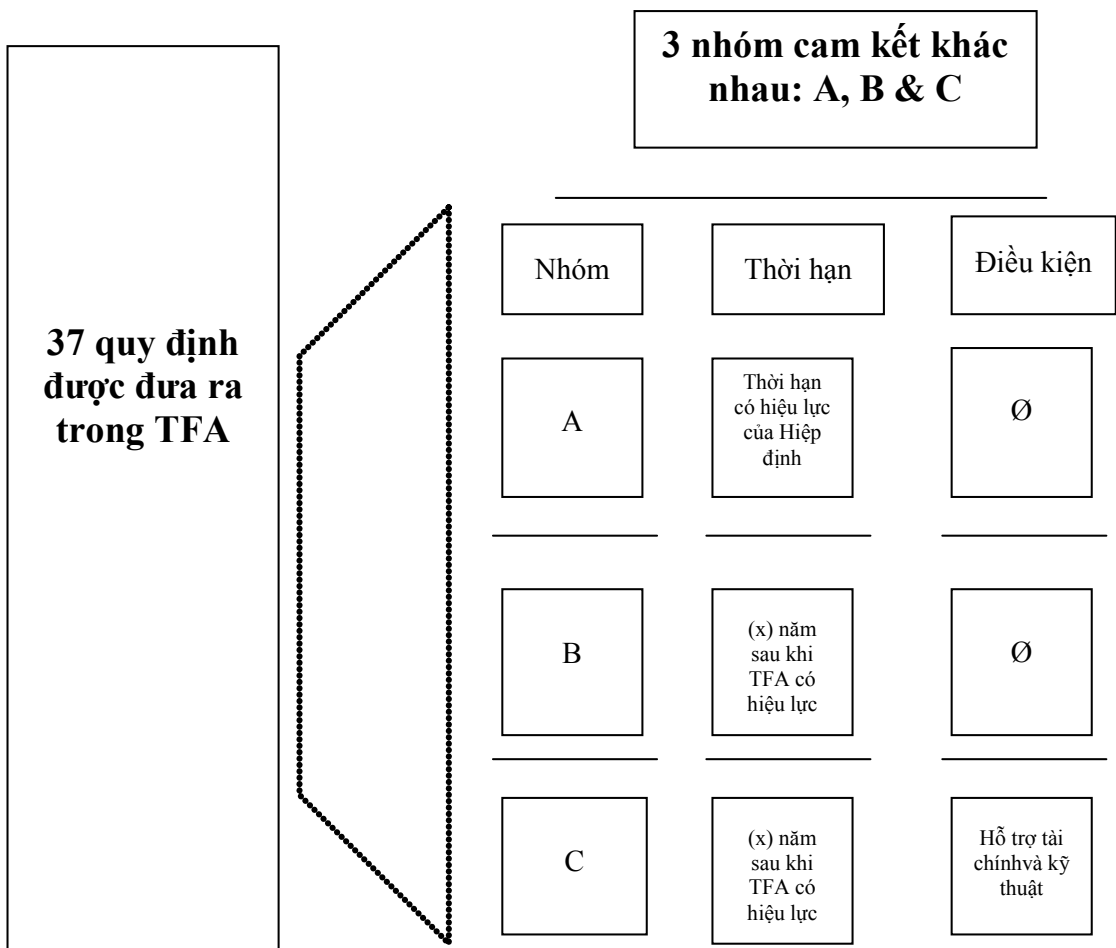 3 nhóm cam kết khác
nhau: A, B & C
37 quy định
được đưa ra
trong TFA
Nhóm
Thời hạn
Điều kiện
A
Thời hạn
có hiệu lực
của Hiệp
định
Ø
B
(x) năm
sau khi
TFA có
hiệu lực
Ø
C
(x) năm
sau khi
TFA có
hiệu lực
Hỗ trợ tài
chínhvà kỹ
thuật